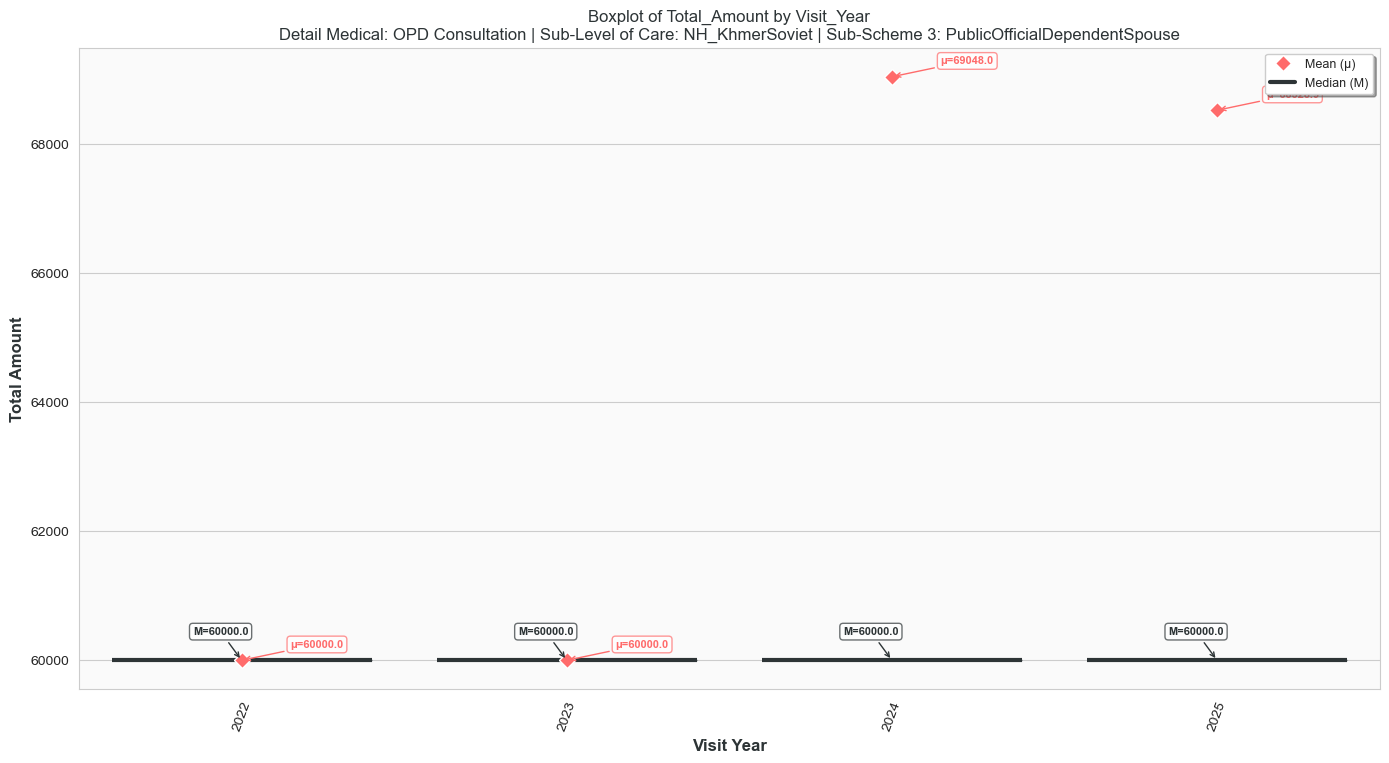 Boxplot of Total_Amount by Visit_Year
Detail Medical: OPD Consultation | Sub-Level of Care: NH_KhmerSoviet | Sub-Scheme 3: PublicOfficialDependentSpouse
μ=69048.0
Mean (μ)
Median (M)
68000
66000
64000
62000
60000
Total Amount
M=60000.0
μ=60000.0
M=60000.0
μ=60000.0
M=60000.0
M=60000.0
2022
2023
2024
2025
Visit Year